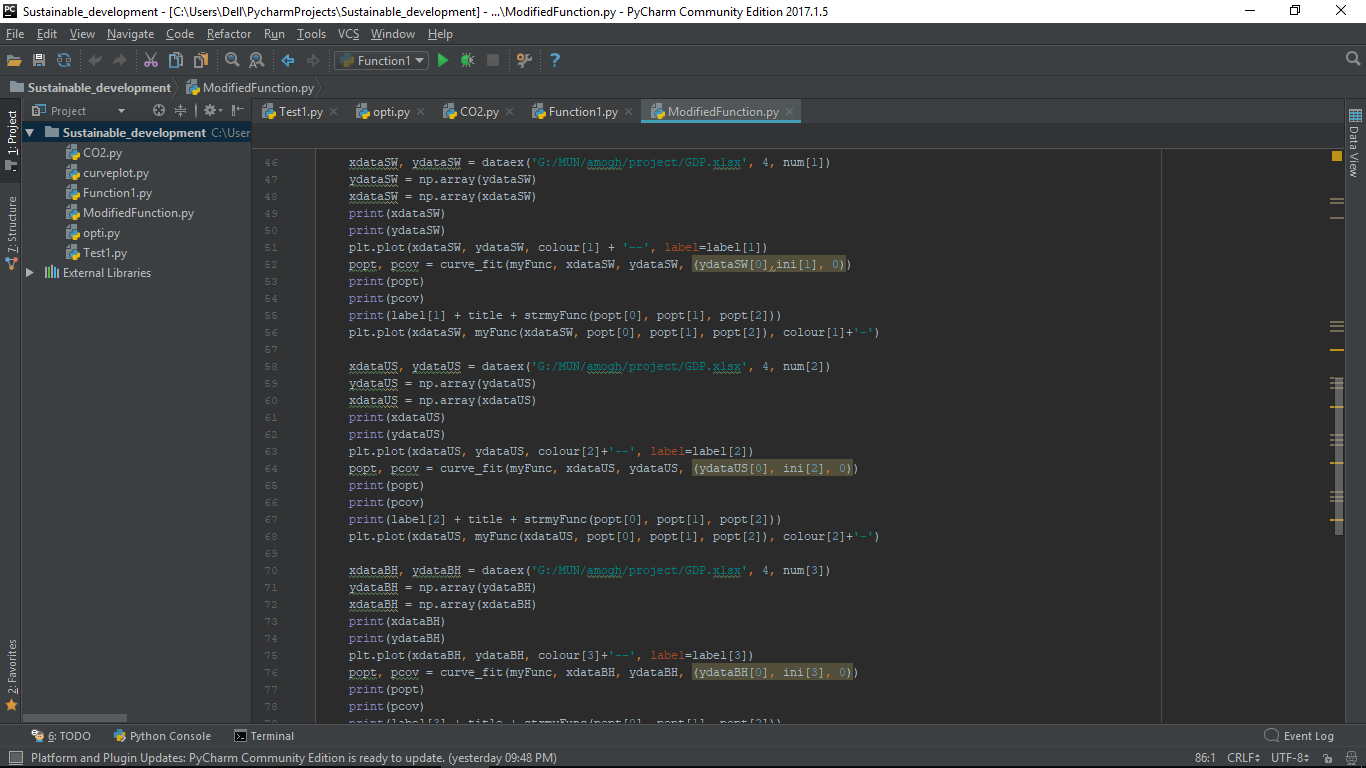 Sustainable_development - [C:\Users\Dell\PycharmProjects\Sustainable_development] - ...\ModifiedFunction.py - PyCharm Community Edition 2017.1.5
File Edit View Navigate Code Refactor Run Tools VCS Window Help
Function1
Sustainable_development ModifiedFunction.py
Project
Test1.py opti.py CO2.py Function1.py ModifiedFunction.py
1: Project
7: Structure
2: Favorites
Sustainable_development C:\User
CO2.py
curveplot.py
Function1.py
ModifiedFunction.py
opti.py
Test1.py
External Libraries
46 xdataSW, ydataSW = dataex('G:/MUN/amogh/project/GDP.xlsx', 4, num[1])
47 ydataSW = np.array(ydataSW)
48 xdataSW = np.array(xdataSW)
49 print(xdataSW)
50 print(ydataSW)
51 plt.plot(xdataSW, ydataSW, colour[1] + '--', label=label[1])
52 popt, pcov = curve_fit(myFunc, xdataSW, ydataSW, (ydataSW[0],ini[1], 0))
53 print(popt)
54 print(pcov)
55 print(label[1] + title + strmyFunc(popt[0], popt[1], popt[2]))
56 plt.plot(xdataSW, myFunc(xdataSW, popt[0], popt[1], popt[2]), colour[1]+'-')
57
58 xdataUS, ydataUS = dataex('G:/MUN/amogh/project/GDP.xlsx', 4, num[2])
59 ydataUS = np.array(ydataUS)
60 xdataUS = np.array(xdataUS)
61 print(xdataUS)
62 print(ydataUS)
63 plt.plot(xdataUS, ydataUS, colour[2]+'--', label=label[2])
64 popt, pcov = curve_fit(myFunc, xdataUS, ydataUS, (ydataUS[0], ini[2], 0))
65 print(popt)
66 print(pcov)
67 print(label[2] + title + strmyFunc(popt[0], popt[1], popt[2]))
68 plt.plot(xdataUS, myFunc(xdataUS, popt[0], popt[1], popt[2]), colour[2]+'-')
69
70 xdataBH, ydataBH = dataex('G:/MUN/amogh/project/GDP.xlsx', 4, num[3])
71 ydataBH = np.array(ydataBH)
72 xdataBH = np.array(xdataBH)
73 print(xdataBH)
74 print(ydataBH)
75 plt.plot(xdataBH, ydataBH, colour[3]+'--', label=label[3])
76 popt, pcov = curve_fit(myFunc, xdataBH, ydataBH, (ydataBH[0], ini[3], 0))
77 print(popt)
78 print(pcov)
79 print(label[3] + title + strmyFunc(popt[0], popt[1], popt[2]))
Data View
6: TODO Python Console Terminal Event Log
Platform and Plugin Updates: PyCharm Community Edition is ready to update. (yesterday 09:48 PM) 86:1 CRLF UTF-8